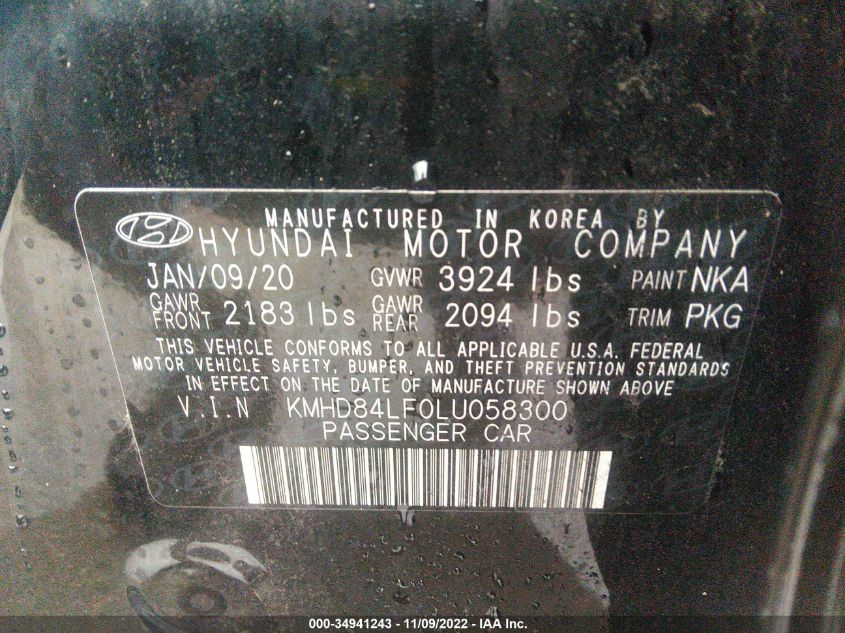 MANUFACTURED IN KOREA BY
HYUNDAI MOTOR COMPANY
JAN/09/20 GVWR 3924 lbs PAINT NKA
GAWR FRONT 2183 lbs GAWR REAR 2094 lbs TRIM PKG
THIS VEHICLE CONFORMS TO ALL APPLICABLE U.S.A. FEDERAL
MOTOR VEHICLE SAFETY, BUMPER, AND THEFT PREVENTION STANDARDS
IN EFFECT ON THE DATE OF MANUFACTURE SHOWN ABOVE
V.I.N KMHD84LF0LU058300
PASSENGER CAR
000-34941243 - 11/09/2022 - IAA Inc.